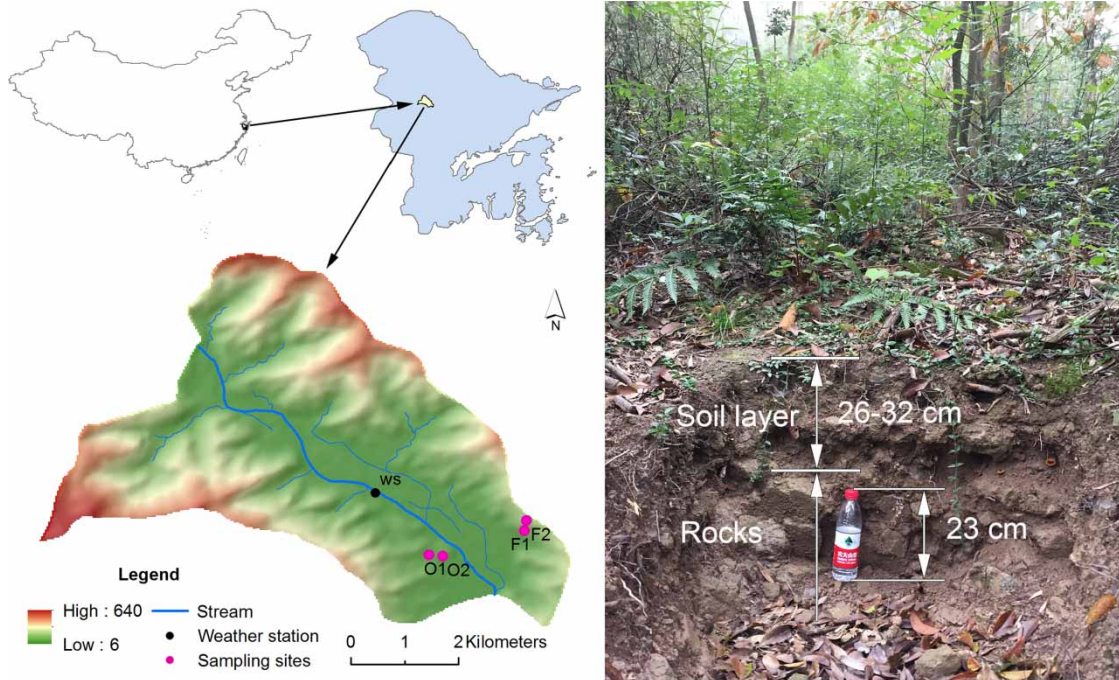 N
ws
F2
F1
O1 O2
Legend
High : 640
Low : 6
Stream
Weather station
Sampling sites
0 1 2 Kilometers
Soil layer
26-32 cm
Rocks
23 cm